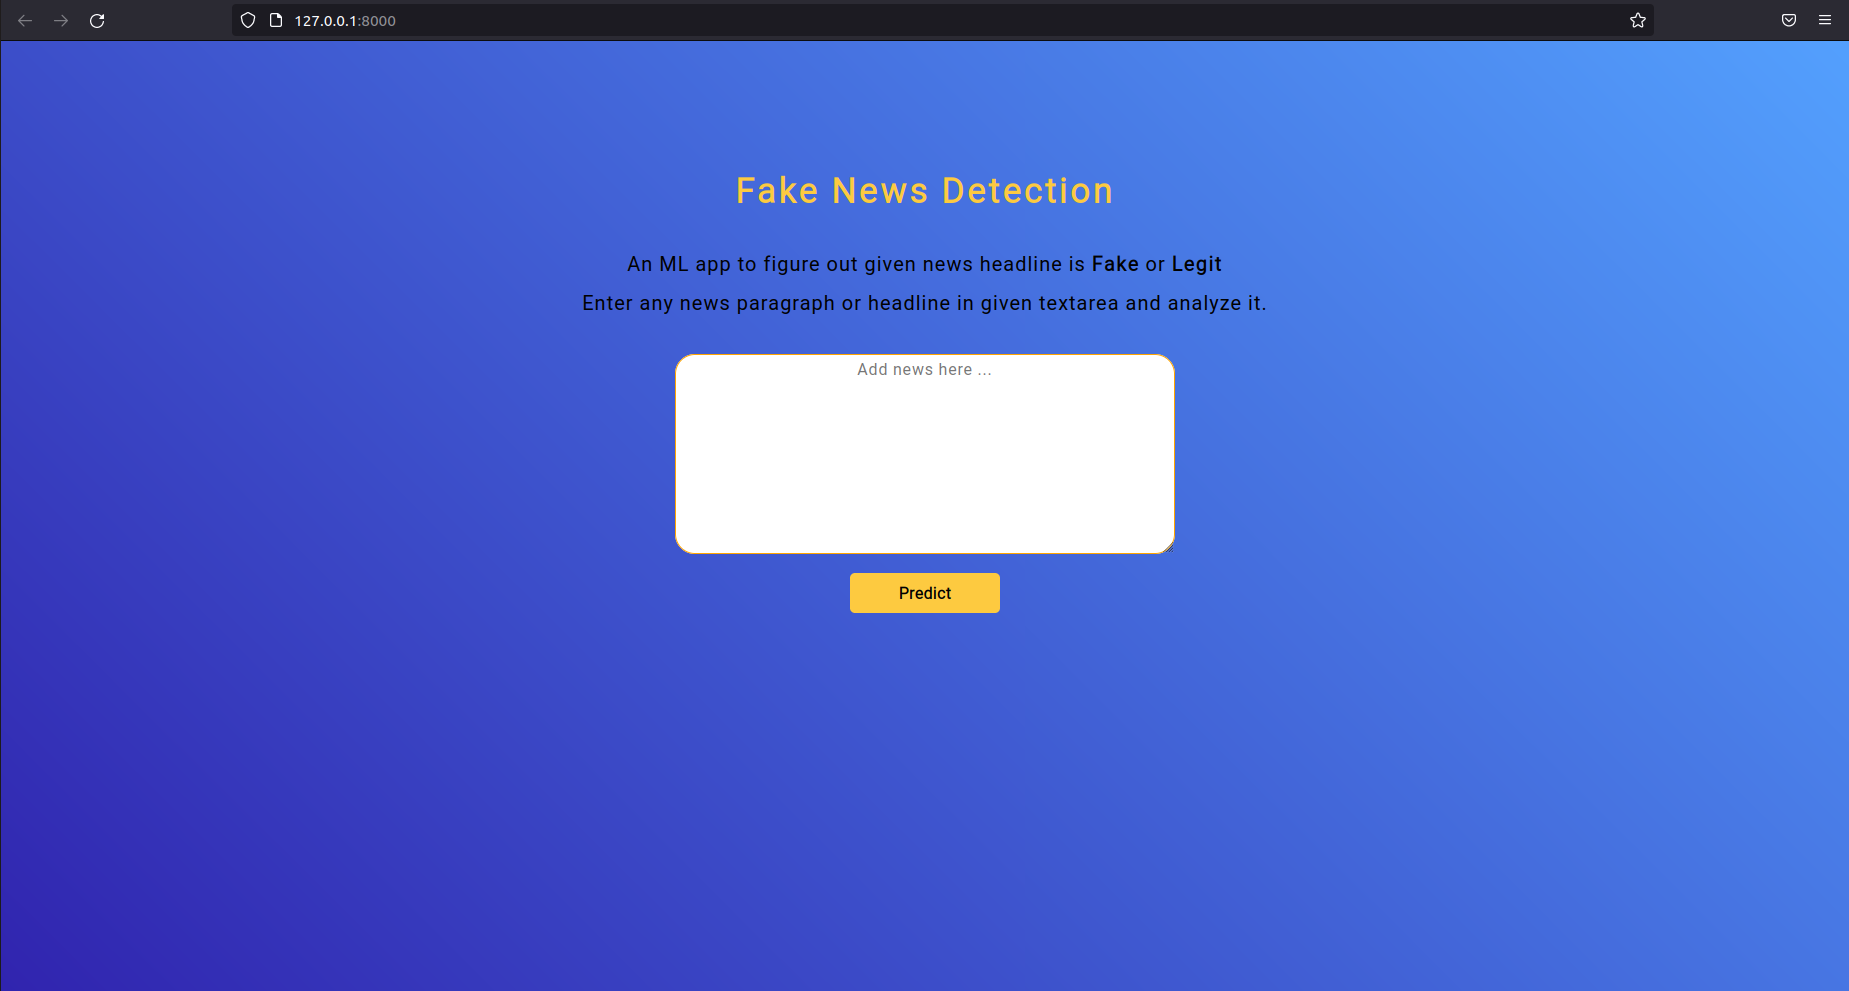 127.0.0.1:8000
Fake News Detection
An ML app to figure out given news headline is Fake or Legit
Enter any news paragraph or headline in given textarea and analyze it.
Add news here ...
Predict